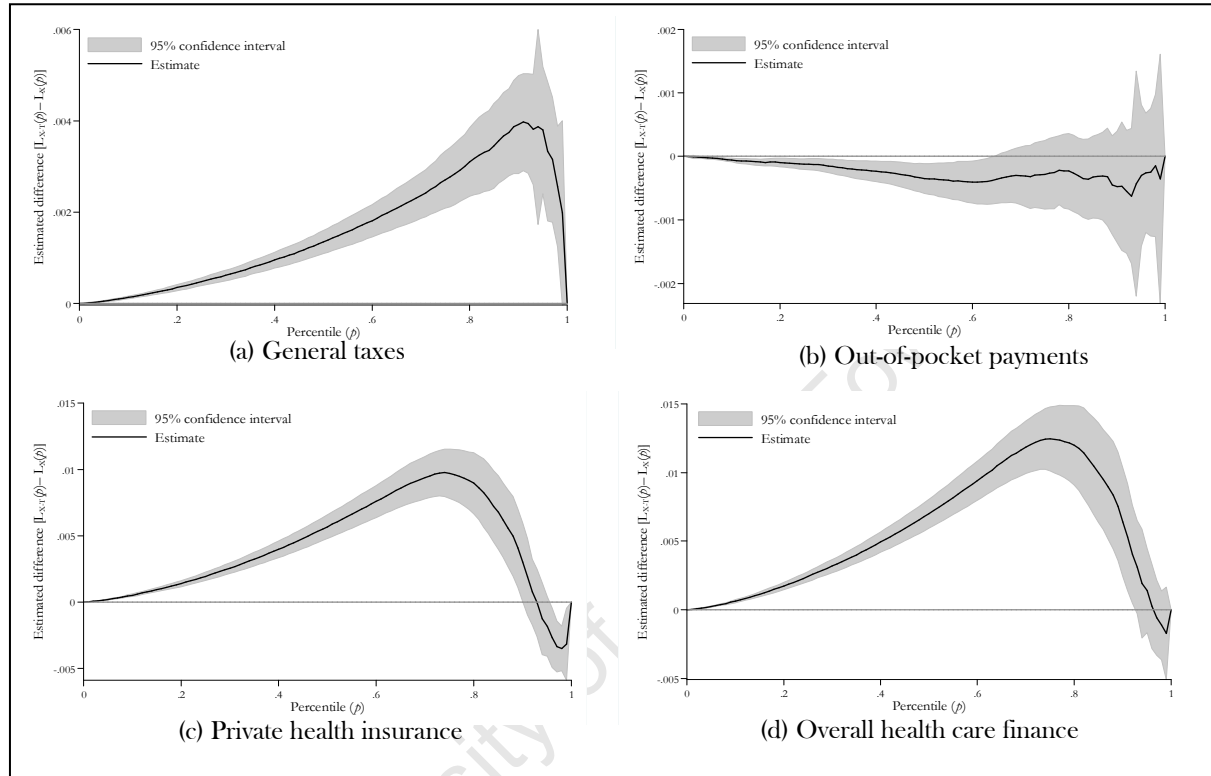 .006
.004
.002
0
0
.2
.4
.6
.8
1
Estimated difference [L_X-T(p)− L_X(p)]
95% confidence interval
Estimate
Percentile (p)
(a) General taxes
.002
.001
0
-.001
-.002
0
.2
.4
.6
.8
1
Estimated difference [L_X-T(p)− L_X(p)]
95% confidence interval
Estimate
Percentile (p)
(b) Out-of-pocket payments
.015
.01
.005
0
-.005
0
.2
.4
.6
.8
1
Estimated difference [L_X-T(p)− L_X(p)]
95% confidence interval
Estimate
Percentile (p)
(c) Private health insurance
.015
.01
.005
0
-.005
0
.2
.4
.6
.8
1
Estimated difference [L_X-T(p)− L_X(p)]
95% confidence interval
Estimate
Percentile (p)
(d) Overall health care finance